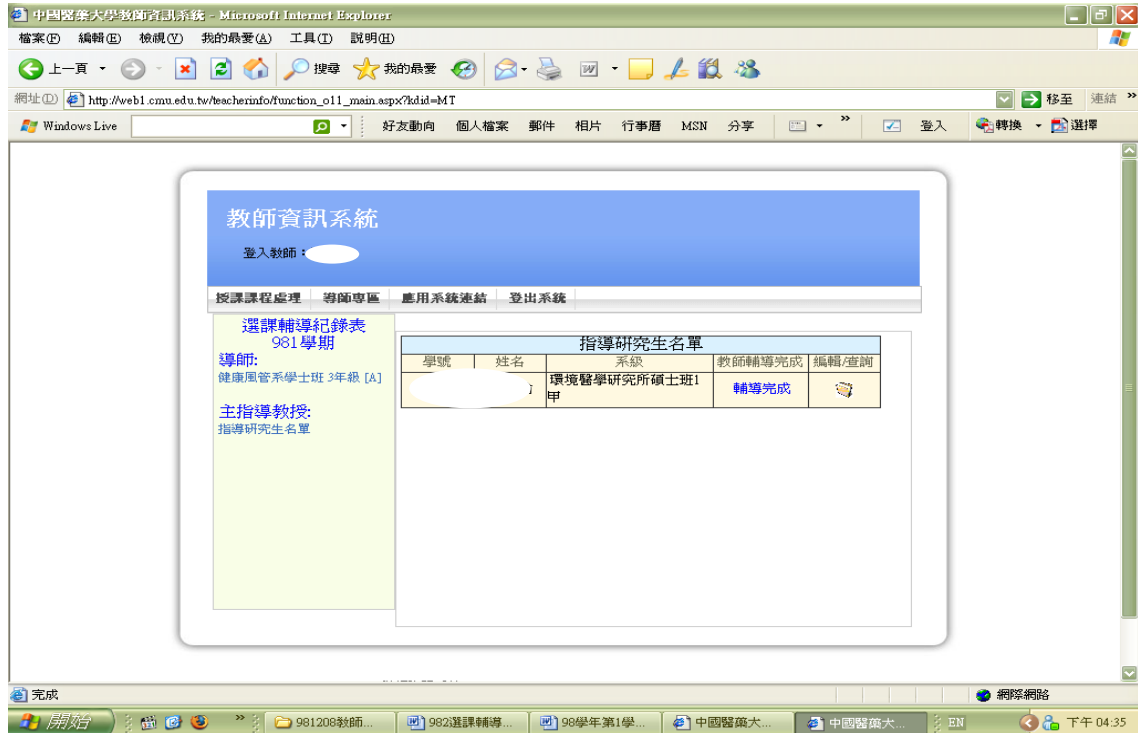 中國醫藥大學教師資訊系統 - Microsoft Internet Explorer
檔案(F) 編輯(E) 檢視(V) 我的最愛(A) 工具(T) 說明(H)
上一頁 搜尋 我的最愛
網址(D) http://web1.cmu.edu.tw/teacherinfo/function_o11_main.aspx?kdid=MT 移至 連結 »
Windows Live 好友動向 個人檔案 郵件 相片 行事曆 MSN 分享 » 登入 轉換 選擇
教師資訊系統
登入教師：
授課課程處理 導師專區 應用系統連結 登出系統
選課輔導紀錄表
981學期
導師:
健康風管系學士班 3年級 [A]
主指導教授:
指導研究生名單
指導研究生名單
學號 姓名 系級 教師輔導完成 編輯/查詢
環境醫學研究所碩士班1
甲
輔導完成
完成 網際網路
開始 » 981208教師... 982選課輔導... 98學年第1學... 中國醫藥大... 中國醫藥大... EN 下午 04:35